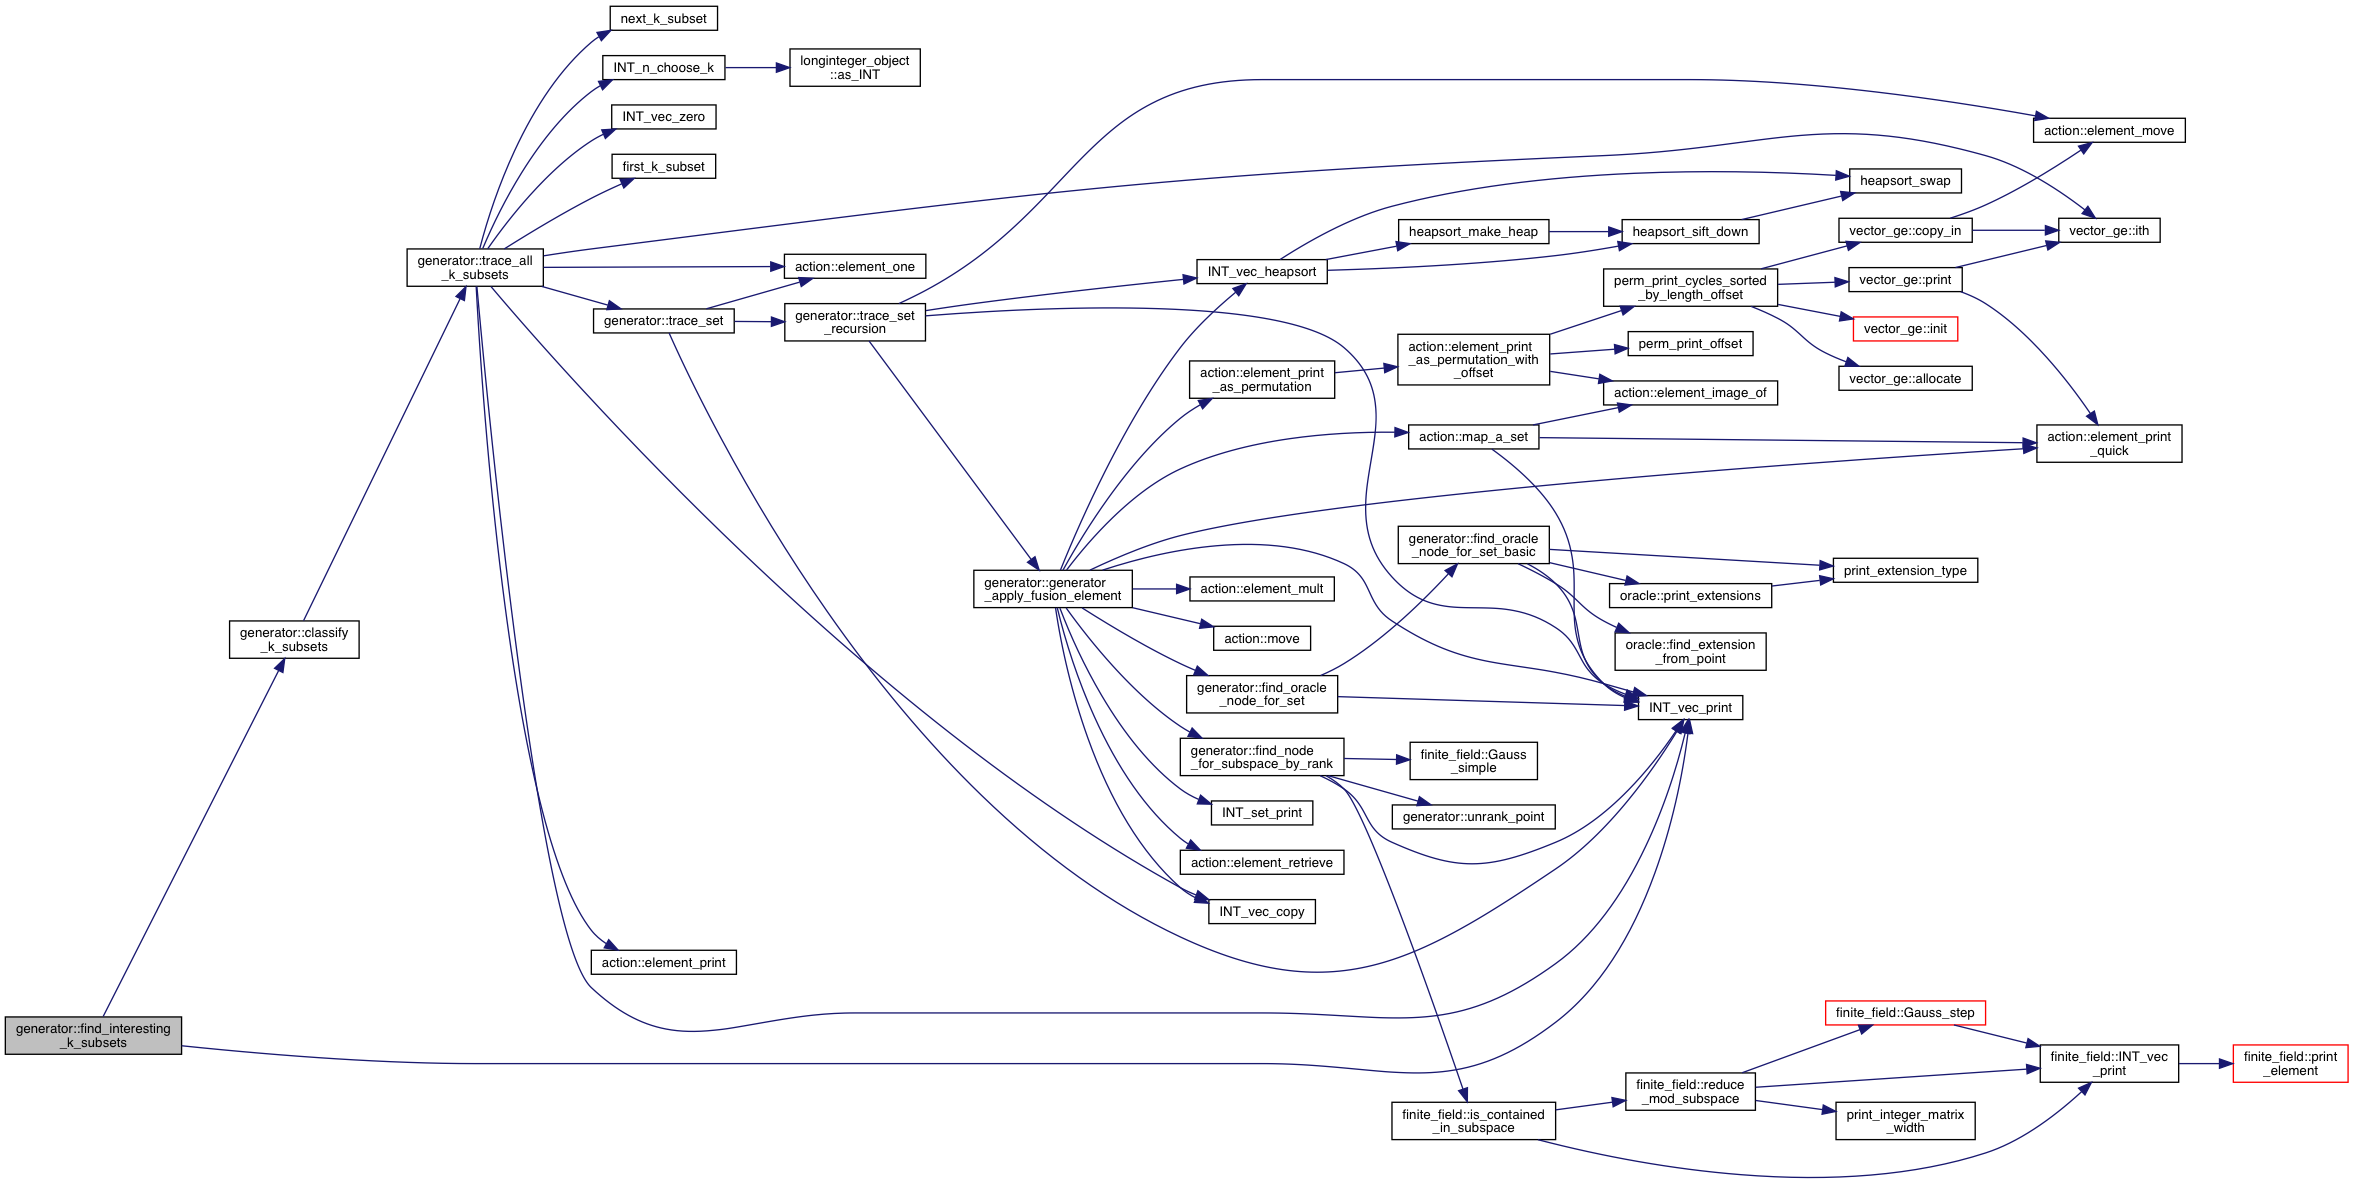 next_k_subset
INT_n_choose_k
longinteger_object
::as_INT
INT_vec_zero
first_k_subset
generator::trace_all
_k_subsets
action::element_one
generator::trace_set
generator::trace_set
_recursion
action::element_move
heapsort_swap
heapsort_make_heap
heapsort_sift_down
vector_ge::copy_in
vector_ge::ith
INT_vec_heapsort
perm_print_cycles_sorted
_by_length_offset
vector_ge::print
vector_ge::init
action::element_print
_as_permutation_with
_offset
perm_print_offset
vector_ge::allocate
action::element_print
_as_permutation
action::element_image_of
action::map_a_set
action::element_print
_quick
generator::find_oracle
_node_for_set_basic
print_extension_type
oracle::print_extensions
generator::generator
_apply_fusion_element
action::element_mult
action::move
oracle::find_extension
_from_point
generator::classify
_k_subsets
generator::find_oracle
_node_for_set
INT_vec_print
generator::find_node
_for_subspace_by_rank
finite_field::Gauss
_simple
INT_set_print
generator::unrank_point
action::element_retrieve
INT_vec_copy
action::element_print
generator::find_interesting
_k_subsets
finite_field::Gauss_step
finite_field::INT_vec
_print
finite_field::print
_element
finite_field::reduce
_mod_subspace
finite_field::is_contained
_in_subspace
print_integer_matrix
_width